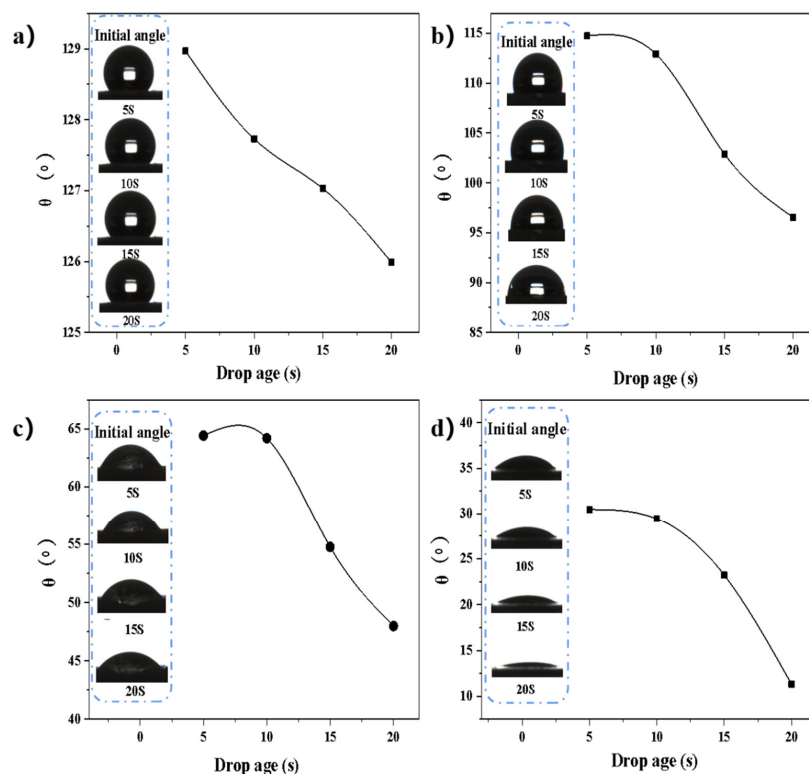 a)
Initial angle
5S
10S
15S
20S
129
128
127
126
125
θ (°)
0 5 10 15 20
Drop age (s)
b)
Initial angle
5S
10S
15S
20S
115
110
105
100
95
90
85
θ (°)
0 5 10 15 20
Drop age (s)
c)
Initial angle
5S
10S
15S
20S
65
60
55
50
45
40
θ (°)
0 5 10 15 20
Drop age (s)
d)
Initial angle
5S
10S
15S
20S
40
35
30
25
20
15
10
θ (°)
0 5 10 15 20
Drop age (s)